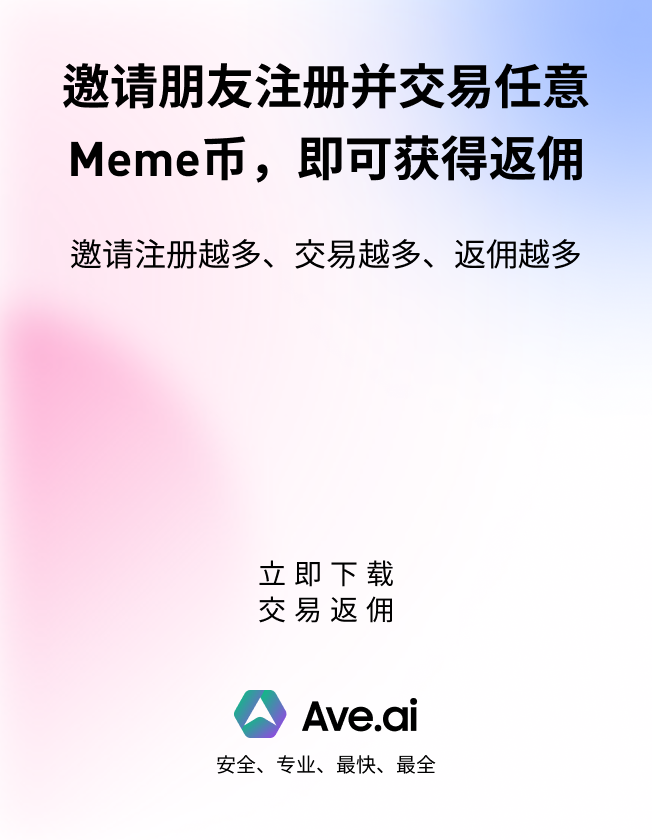 邀请朋友注册并交易任意
Meme币，即可获得返佣
邀请注册越多、交易越多、返佣越多
立即下载
交易返佣
Ave.ai
安全、专业、最快、最全